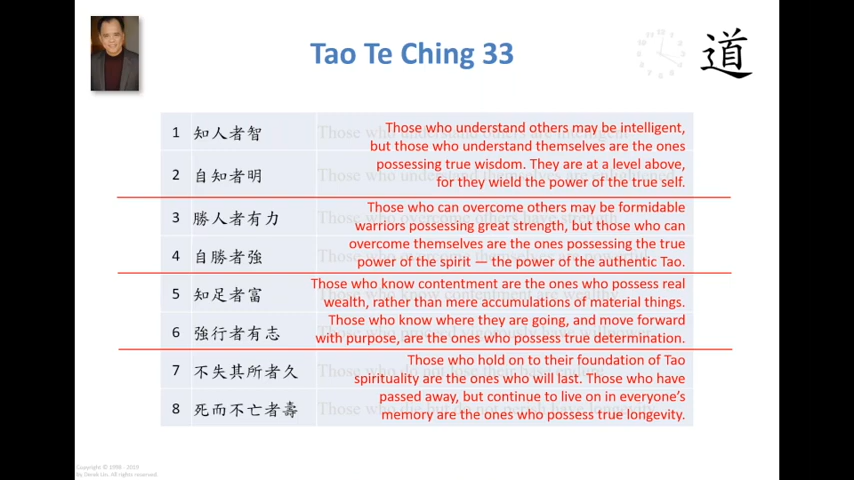 Tao Te Ching 33
道
1 知人者智
Those who understand others may be intelligent,
but those who understand themselves are the ones
2 自知者明
possessing true wisdom. They are at a level above,
for they wield the power of the true self.
3 勝人者有力
Those who can overcome others may be formidable
warriors possessing great strength, but those who can
4 自勝者強
overcome themselves are the ones possessing the true
power of the spirit — the power of the authentic Tao.
5 知足者富
Those who know contentment are the ones who possess real
wealth, rather than mere accumulations of material things.
6 強行者有志
Those who know where they are going, and move forward
with purpose, are the ones who possess true determination.
7 不失其所者久
Those who hold on to their foundation of Tao
spirituality are the ones who will last. Those who have
8 死而不亡者壽
passed away, but continue to live on in everyone's
memory are the ones who possess true longevity.
Copyright © 1998 - 2019
by Derek Lin. All rights reserved.